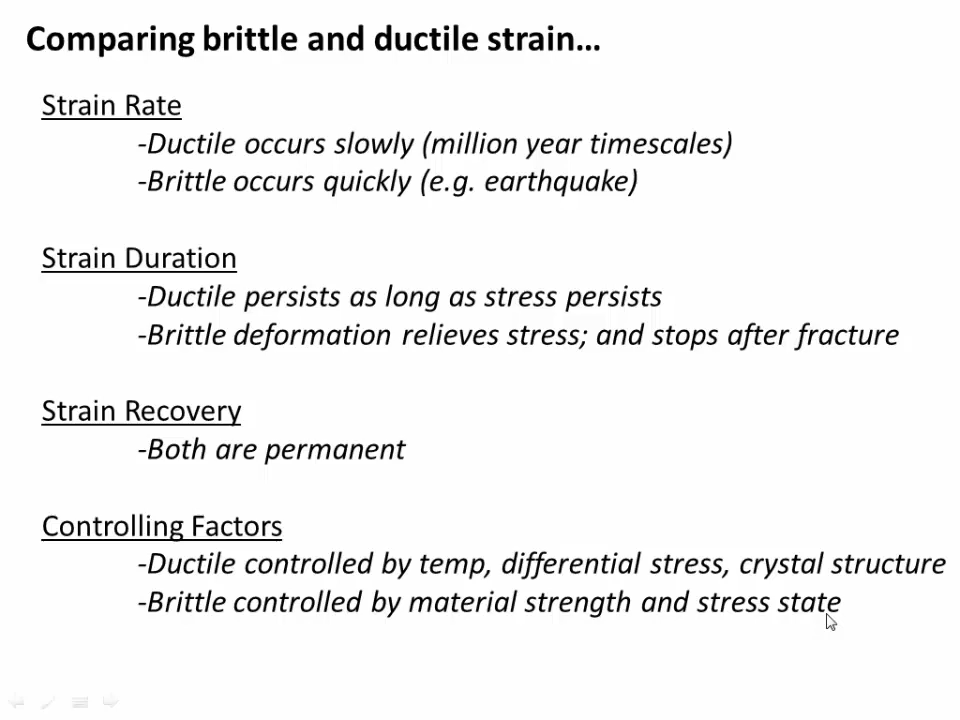 Comparing brittle and ductile strain...
Strain Rate
-Ductile occurs slowly (million year timescales)
-Brittle occurs quickly (e.g. earthquake)
Strain Duration
-Ductile persists as long as stress persists
-Brittle deformation relieves stress; and stops after fracture
Strain Recovery
-Both are permanent
Controlling Factors
-Ductile controlled by temp, differential stress, crystal structure
-Brittle controlled by material strength and stress state